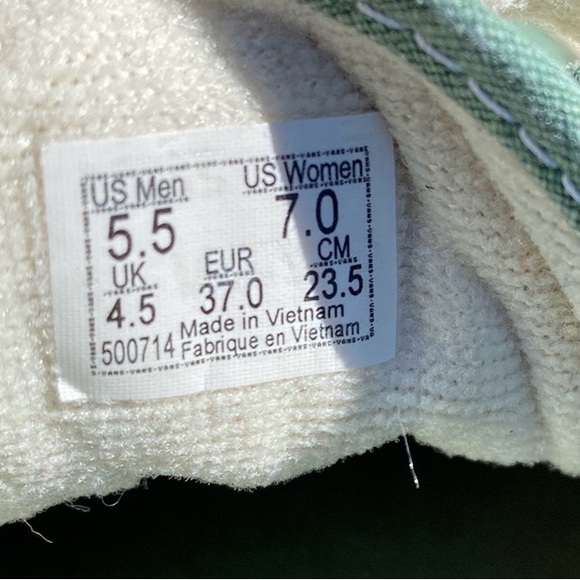 US Men US Women
5.5 7.0
UK EUR CM
4.5 37.0 23.5
500714 Made in Vietnam
Fabrique en Vietnam